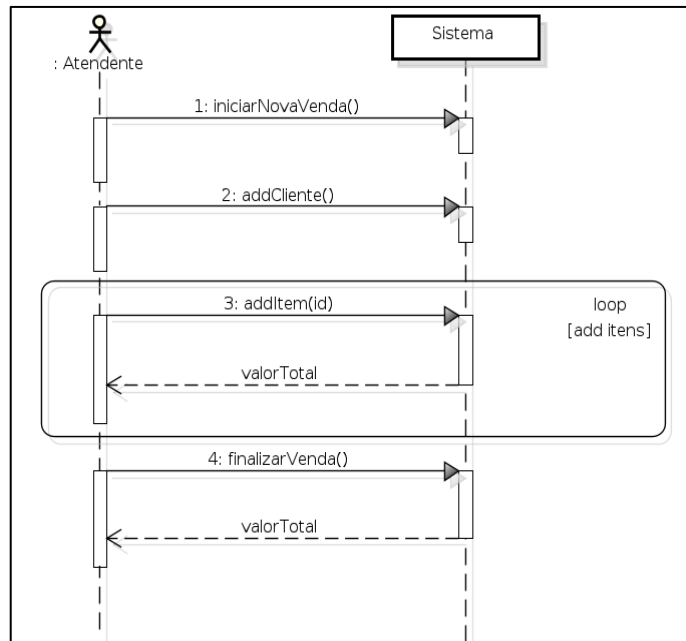 Sistema
: Atendente
1: iniciarNovaVenda()
2: addCliente()
3: addItem(id)
loop
[add itens]
valorTotal
4: finalizarVenda()
valorTotal